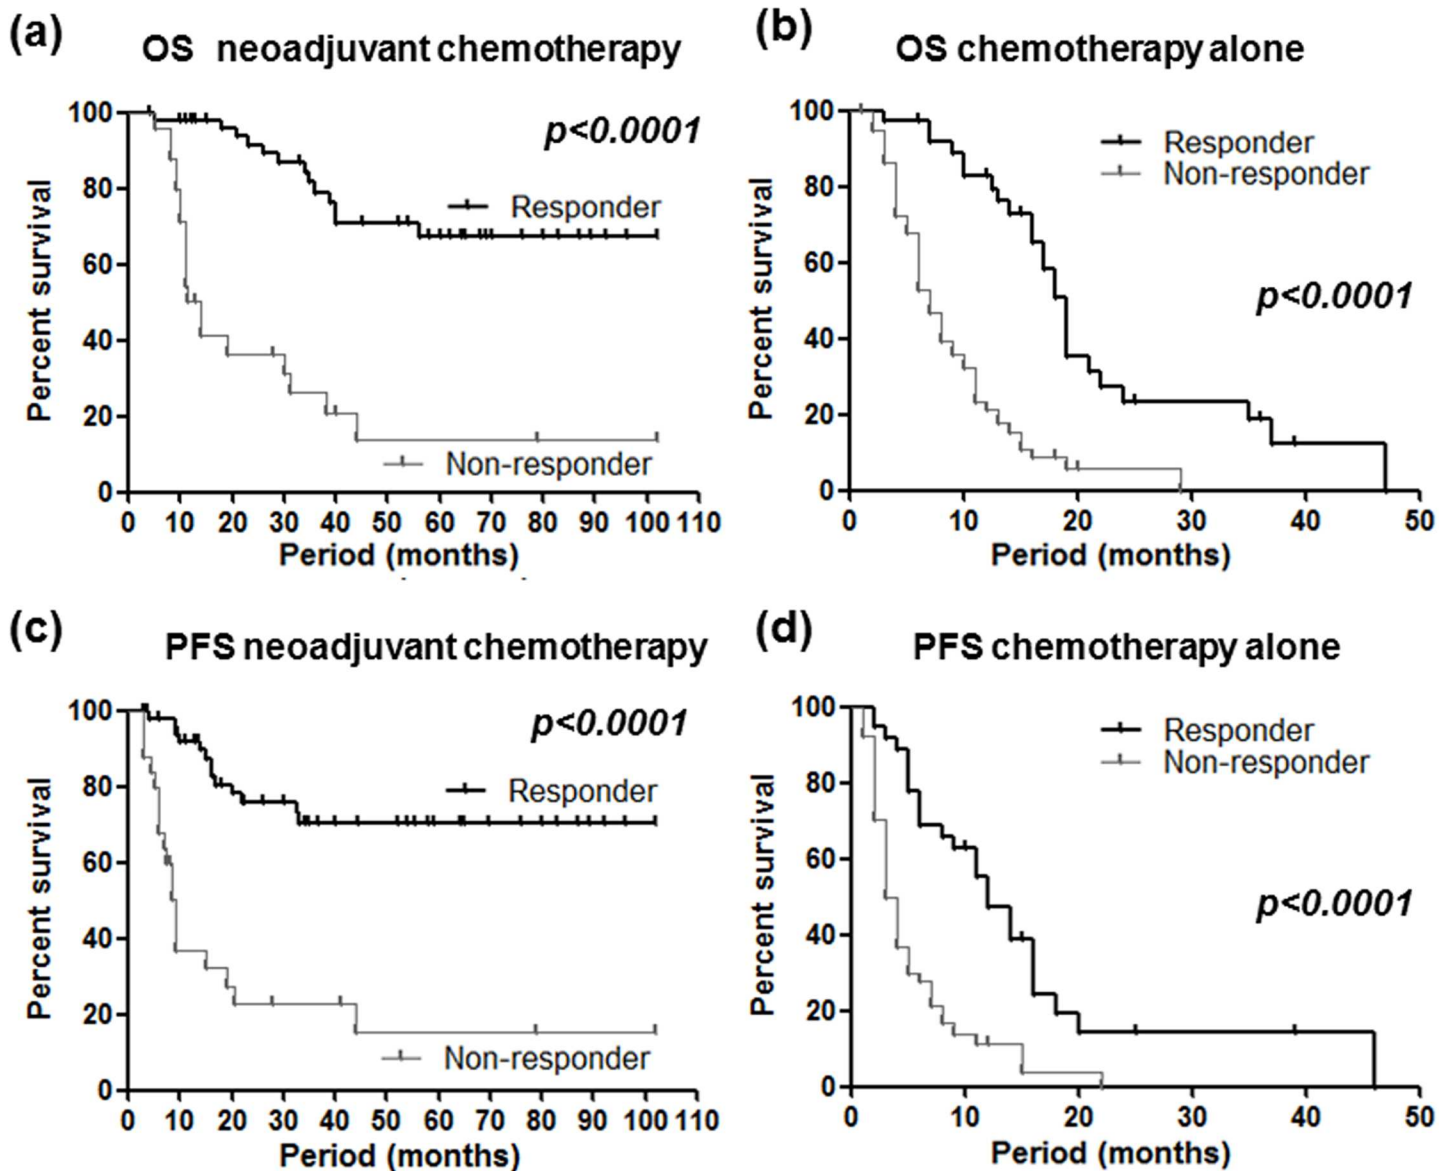 (a)
OS neoadjuvant chemotherapy
p<0.0001
Responder
Non-responder
Percent survival
100
80
60
40
20
0
0 10 20 30 40 50 60 70 80 90 100 110
Period (months)
(b)
OS chemotherapy alone
Responder
Non-responder
p<0.0001
Percent survival
100
80
60
40
20
0
0 10 20 30 40 50
Period (months)
(c)
PFS neoadjuvant chemotherapy
p<0.0001
Responder
Non-responder
Percent survival
100
80
60
40
20
0
0 10 20 30 40 50 60 70 80 90 100 110
Period (months)
(d)
PFS chemotherapy alone
Responder
Non-responder
p<0.0001
Percent survival
100
80
60
40
20
0
0 10 20 30 40 50
Period (months)